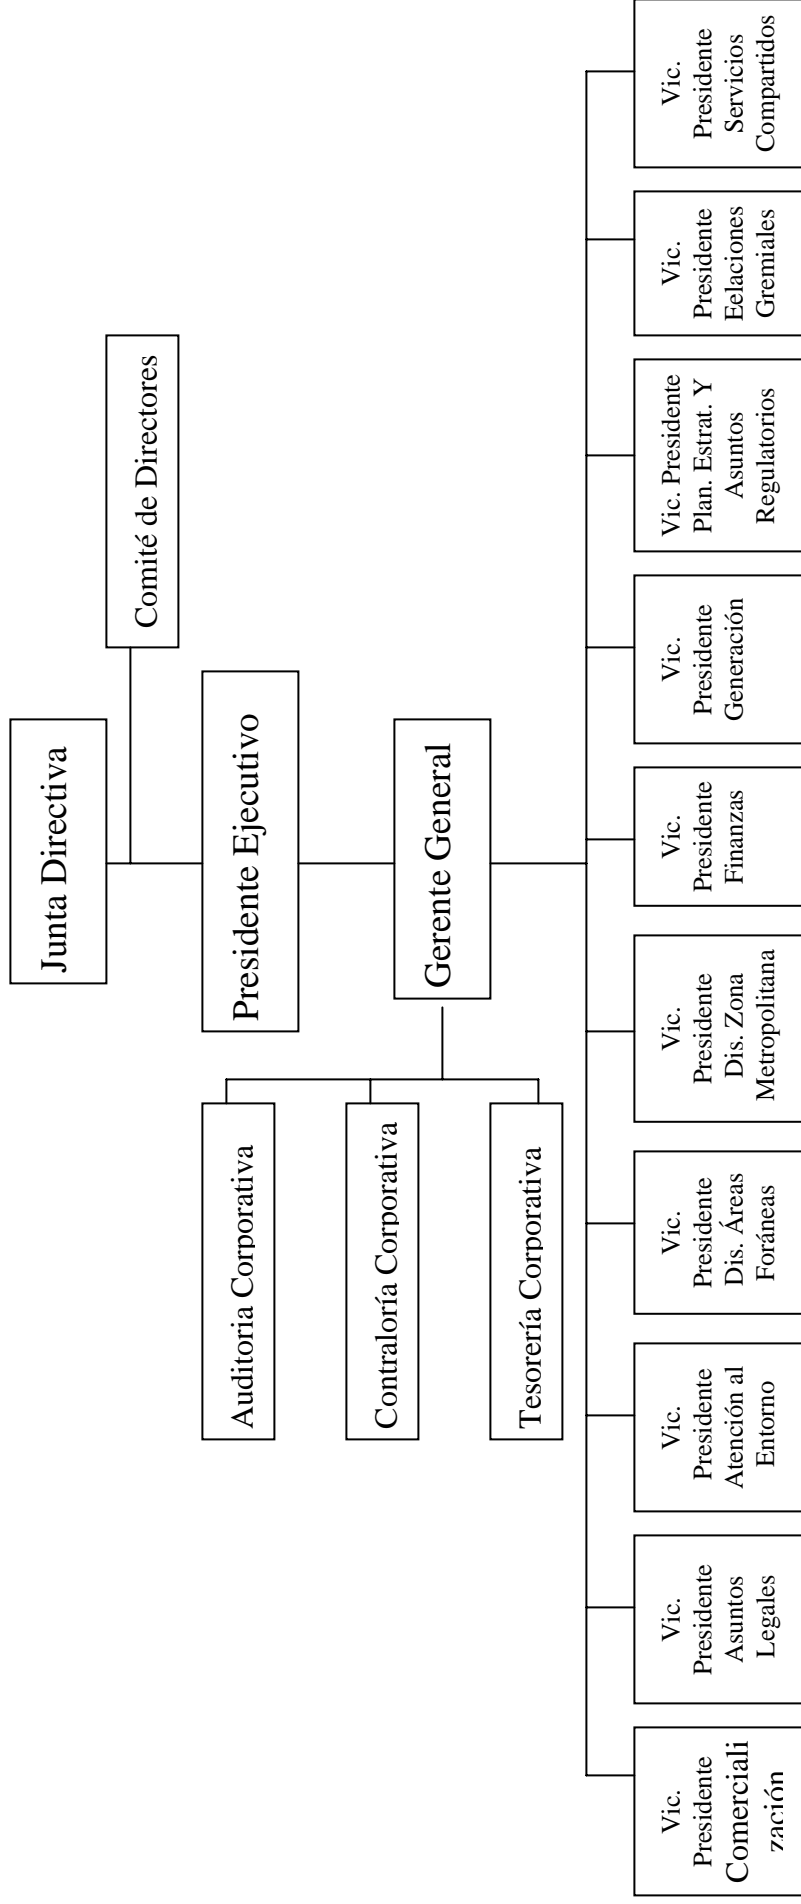 Junta Directiva
Comité de Directores
Presidente Ejecutivo
Gerente General
Auditoria Corporativa
Contraloría Corporativa
Tesorería Corporativa
Vic.
Presidente
Comerciali
zación
Vic.
Presidente
Asuntos
Legales
Vic.
Presidente
Atención al
Entorno
Vic.
Presidente
Dis. Áreas
Foráneas
Vic.
Presidente
Dis. Zona
Metropolitana
Vic.
Presidente
Finanzas
Vic.
Presidente
Generación
Vic. Presidente
Plan. Estrat. Y
Asuntos
Regulatorios
Vic.
Presidente
Eelaciones
Gremiales
Vic.
Presidente
Servicios
Compartidos